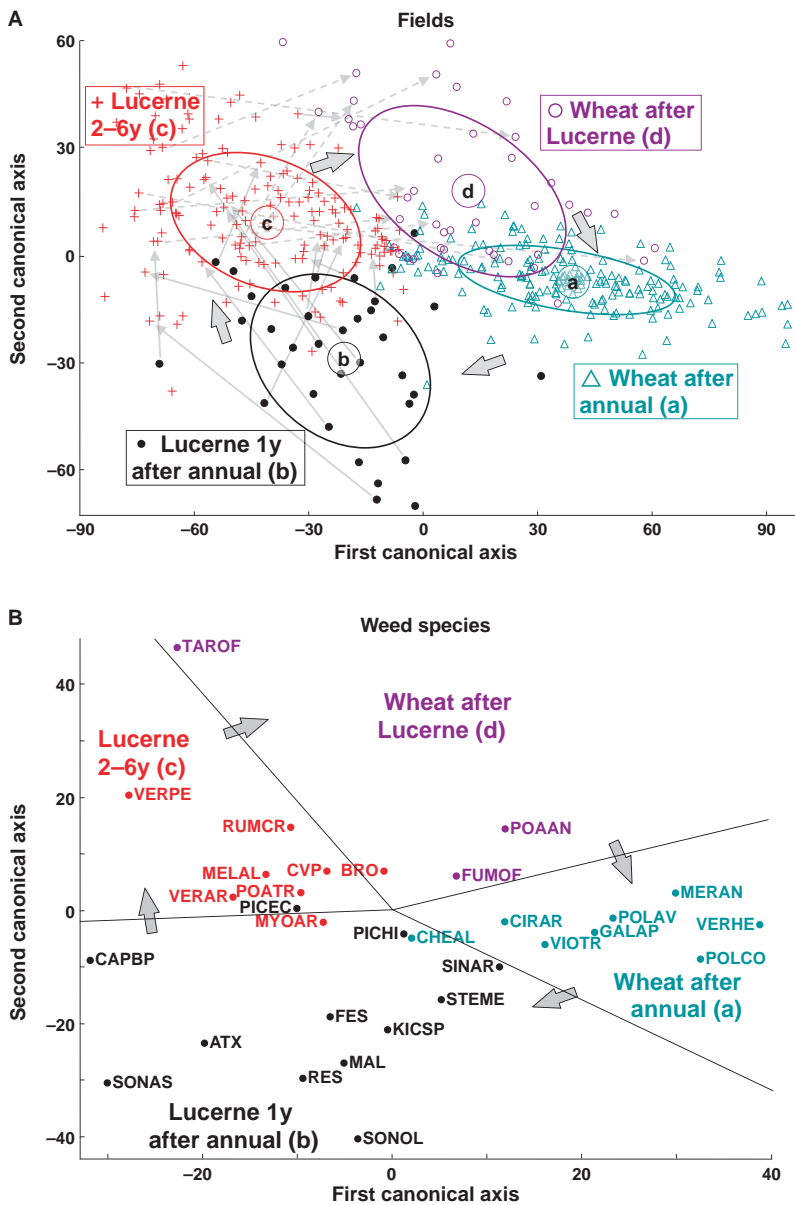 A
Fields
60
30
0
−30
−60
−90
−60
−30
0
30
60
90
Second canonical axis
First canonical axis
+ Lucerne
2–6y (c)
Wheat after
Lucerne (d)
Wheat after
annual (a)
Lucerne 1y
after annual (b)
c
d
a
b
B
Weed species
40
20
0
−20
−40
−20
0
20
40
Second canonical axis
First canonical axis
TAROF
Wheat after
Lucerne (d)
Lucerne
2–6y (c)
VERPE
RUMCR
POAAN
MELAL
CVP
BRO
FUMOF
VERAR
POATR
PICEC
MYOAR
MERAN
CIRAR
POLAV
VERHE
GALAP
PICHI
CHEAL
VIOTR
CAPBP
SINAR
POLCO
Wheat after
annual (a)
STEME
FES
KICSP
ATX
MAL
SONAS
RES
Lucerne 1y
after annual (b)
SONOL